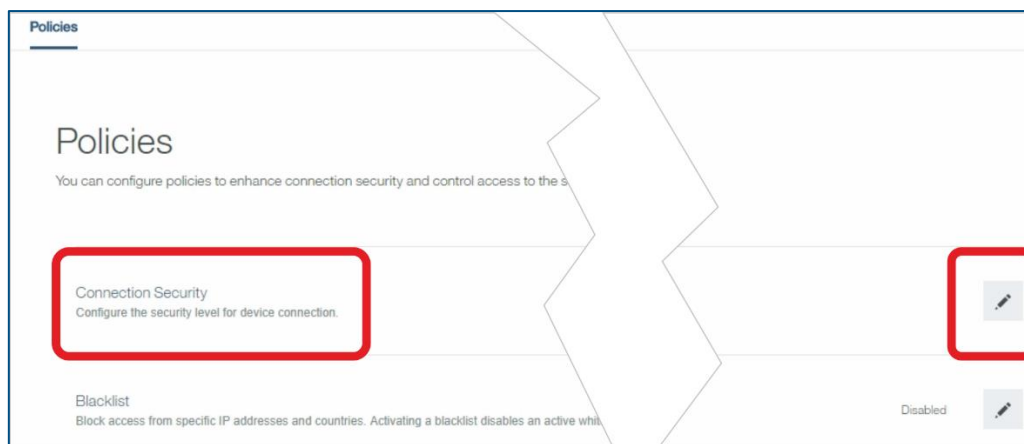 Policies
Policies
You can configure policies to enhance connection security and control access to the s
Connection Security
Configure the security level for device connection.
Blacklist
Block access from specific IP addresses and countries. Activating a blacklist disables an active whit
Disabled